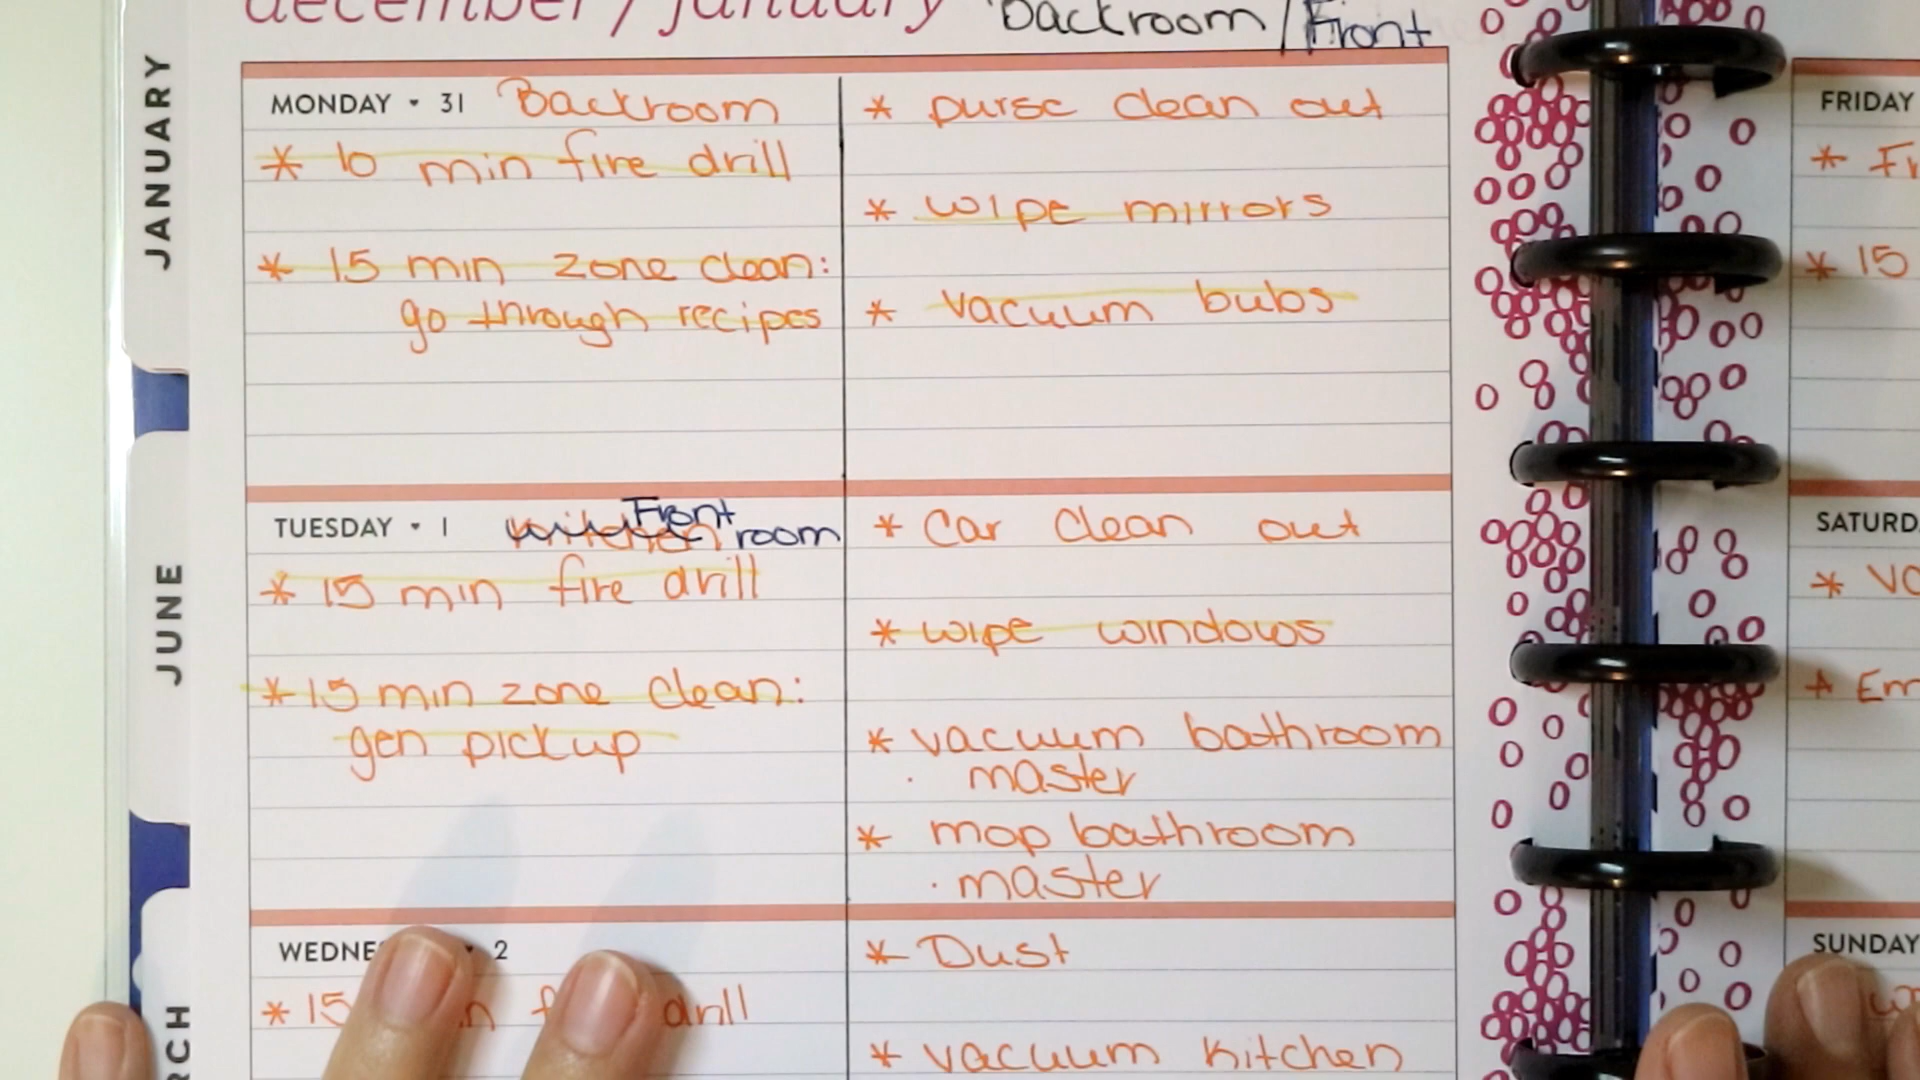 december / january Backroom / Front
JANUARY
JUNE
RCH
MONDAY • 31 Backroom
* 10 min fire drill
* 15 min zone clean:
go through recipes
* purse clean out
* wipe mirrors
* vacuum bubs
TUESDAY • 1 kitchen Front room
* 15 min fire drill
* 15 min zone clean:
gen pickup
* Car Clean out
* wipe windows
* vacuum bathroom
• master
* mop bathroom
• master
WEDNE • 2
* 15 drill
* Dust
* vacuum kitchen
FRIDAY
* Fr
* 15
SATURD
* va
* Em
SUNDAY